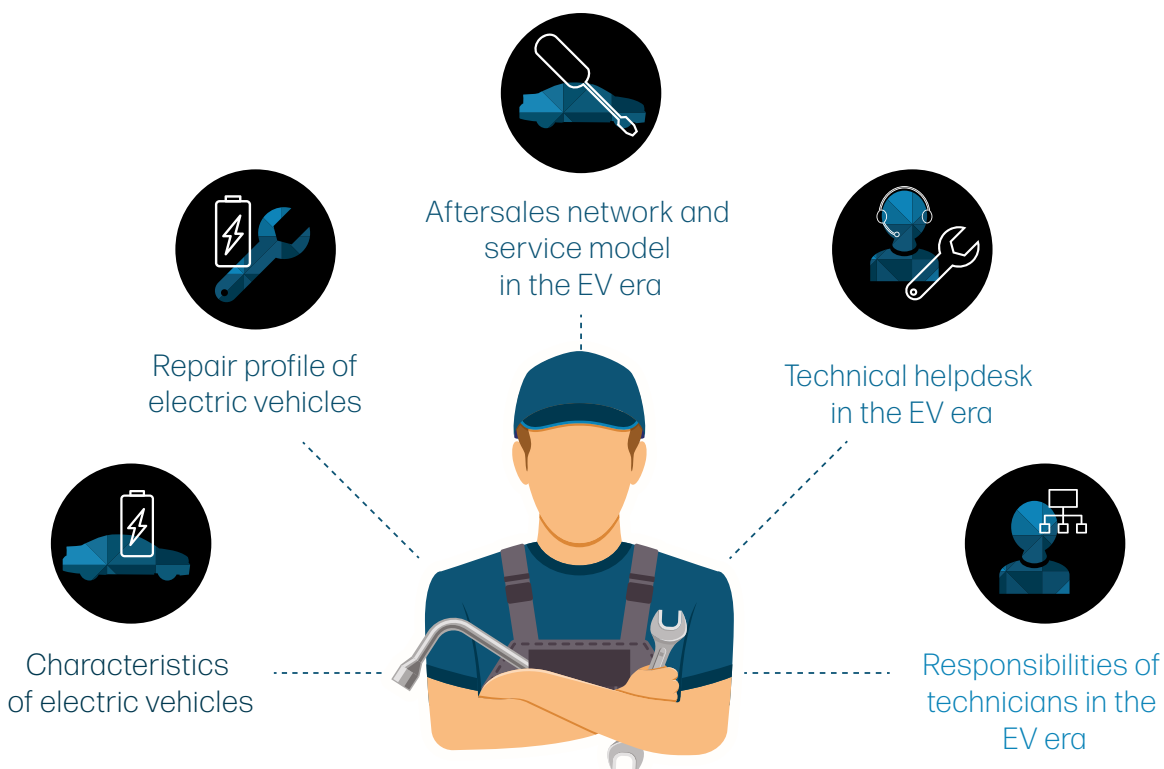 Aftersales network and
service model
in the EV era
Repair profile of
electric vehicles
Technical helpdesk
in the EV era
Characteristics
of electric vehicles
Responsibilities of
technicians in the
EV era